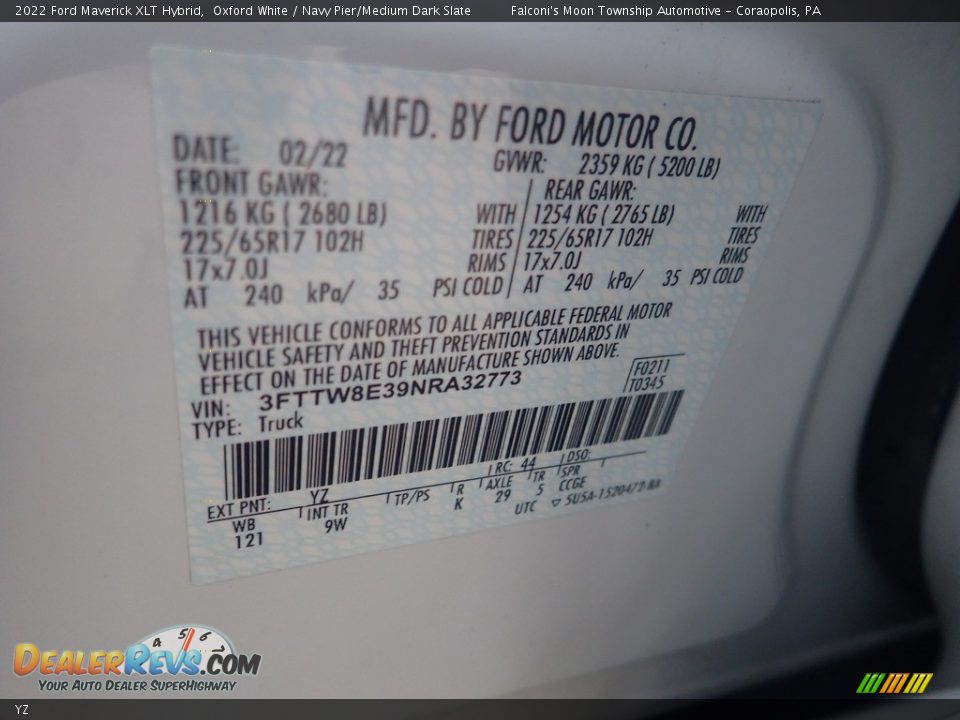 2022 Ford Maverick XLT Hybrid,  Oxford White / Navy Pier/Medium Dark Slate   Falconi's Moon Township Automotive - Coraopolis, PA
MFD. BY FORD MOTOR CO.
DATE: 02/22   GVWR: 2359 KG ( 5200 LB)
FRONT GAWR:   REAR GAWR:
1216 KG ( 2680 LB) WITH   1254 KG ( 2765 LB) WITH
225/65R17 102H TIRES   225/65R17 102H TIRES
17x7.0J RIMS   17x7.0J RIMS
AT 240 kPa/ 35 PSI COLD   AT 240 kPa/ 35 PSI COLD
THIS VEHICLE CONFORMS TO ALL APPLICABLE FEDERAL MOTOR
VEHICLE SAFETY AND THEFT PREVENTION STANDARDS IN
EFFECT ON THE DATE OF MANUFACTURE SHOWN ABOVE.
F0211
VIN: 3FTTW8E39NRA32773   T0345
TYPE: Truck
RC: 44   DSO:
EXT PNT: YZ
WB   INT TR   TP/PS   R   AXLE   TR   SPR
121   9W   K   29   5   CCGE
UTC
DEALERREVS.COM
YOUR AUTO DEALER SUPERHIGHWAY
4 5 6
YZ